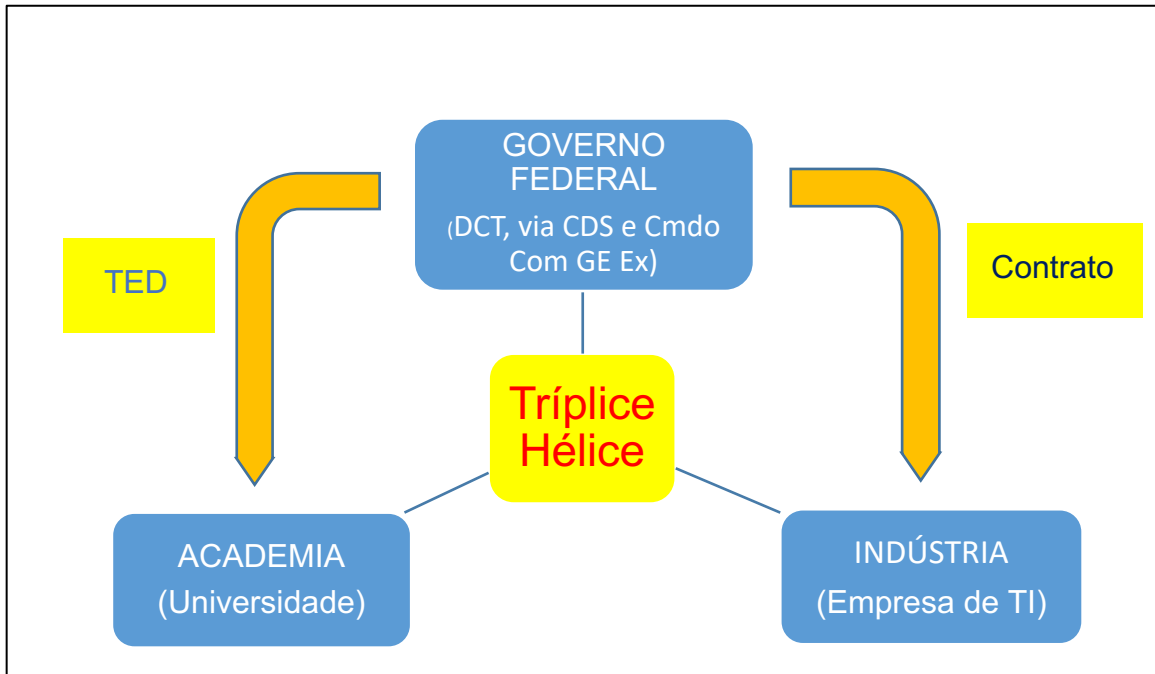 GOVERNO
FEDERAL
(DCT, via CDS e Cmdo
Com GE Ex)
TED
Contrato
Tríplice
Hélice
ACADEMIA
(Universidade)
INDÚSTRIA
(Empresa de TI)